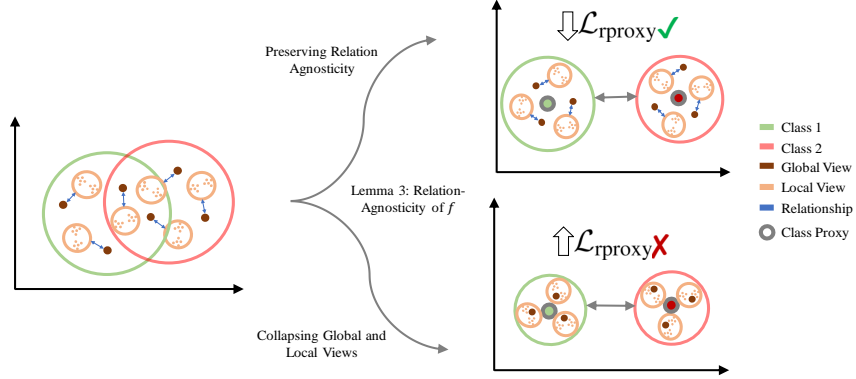 Preserving Relation
Agnosticity
ℒrproxy
Lemma 3: Relation-
Agnosticity of f
Collapsing Global and
Local Views
ℒrproxy
Class 1
Class 2
Global View
Local View
Relationship
Class Proxy